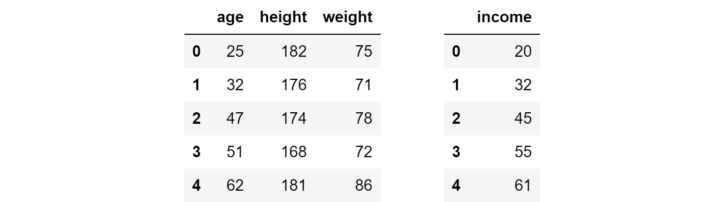 age height weight income
0 25 182 75 0 20
1 32 176 71 1 32
2 47 174 78 2 45
3 51 168 72 3 55
4 62 181 86 4 61